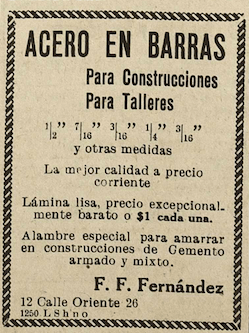 ACERO EN BARRAS
Para Construcciones
Para Talleres
1/2” 7/16” 3/16” 1/4” 3/16”
y otras medidas
La mejor calidad a precio
corriente
Lámina lisa, precio excepcional-
mente barato o $1 cada una.
Alambre especial para amarrar
en construcciones de Cemento
armado y mixto.
F. F. Fernández
12 Calle Oriente 26
1250 L S h n o